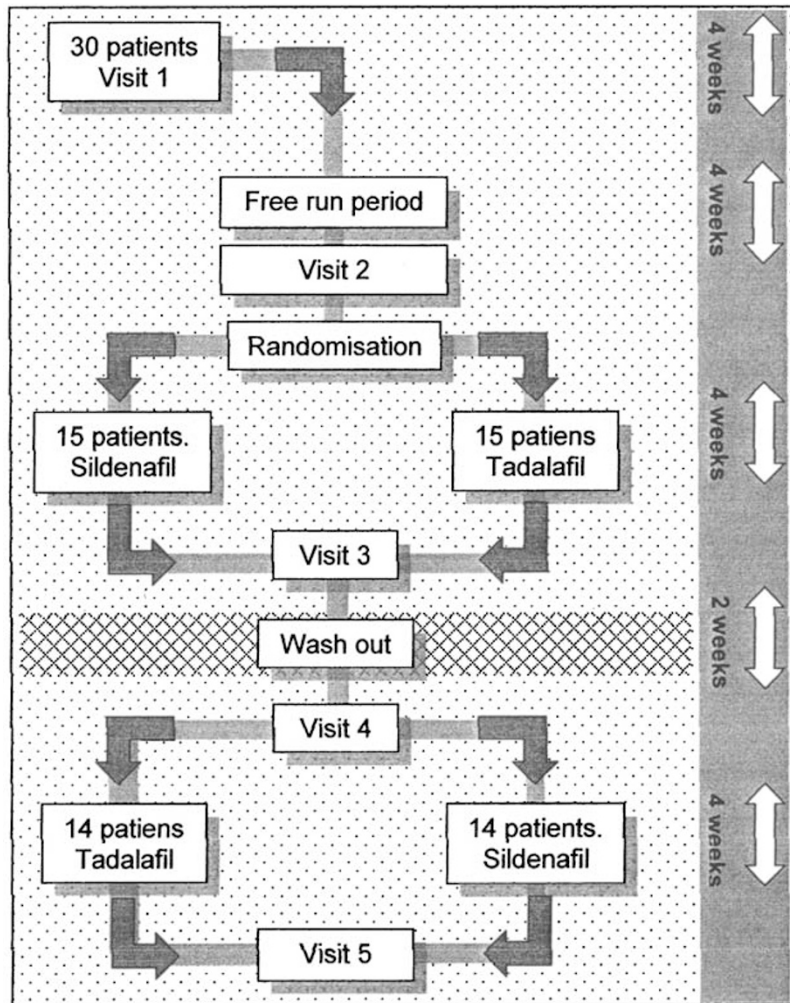 30 patients
Visit 1
4 weeks
Free run period
4 weeks
Visit 2
Randomisation
15 patients.
Sildenafil
15 patiens
Tadalafil
4 weeks
Visit 3
Wash out
2 weeks
Visit 4
14 patiens
Tadalafil
14 patients.
Sildenafil
4 weeks
Visit 5